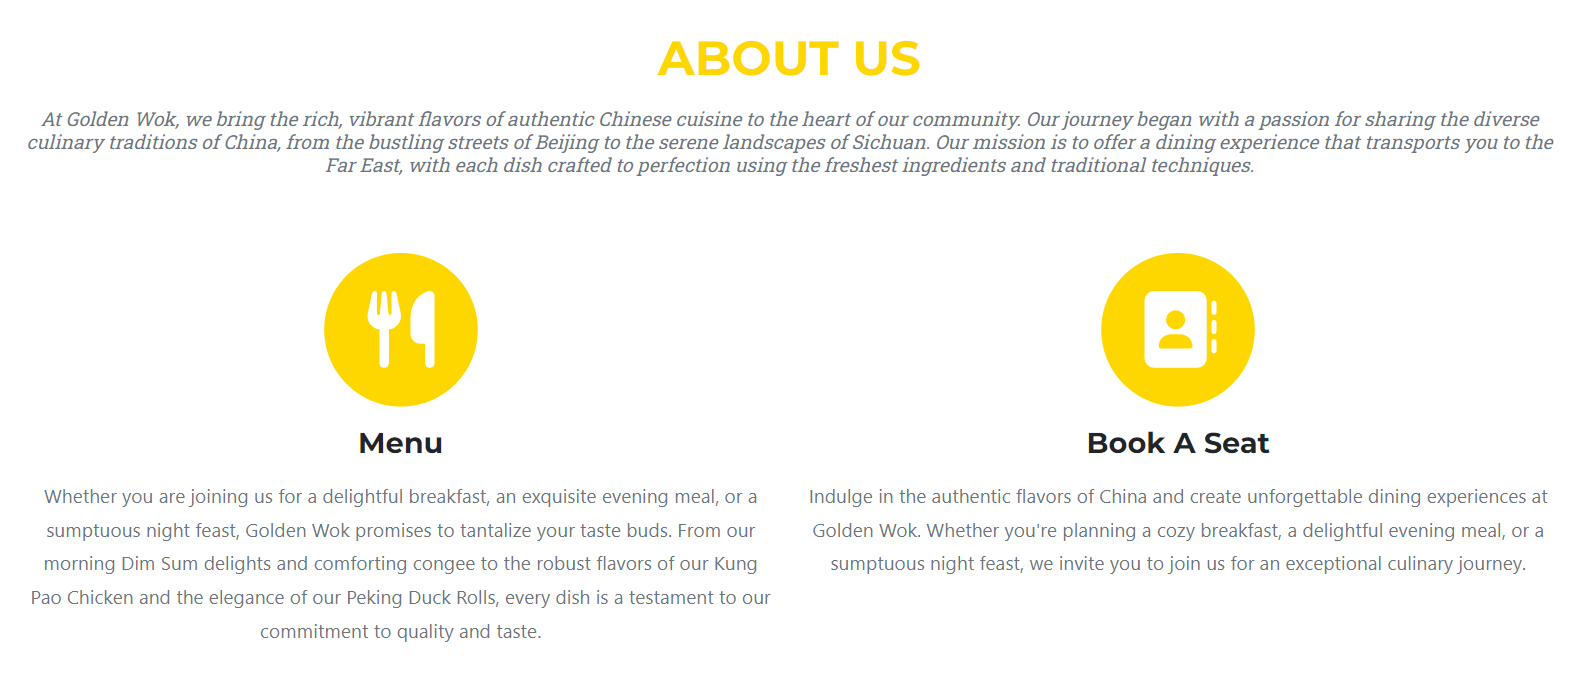 ABOUT US
At Golden Wok, we bring the rich, vibrant flavors of authentic Chinese cuisine to the heart of our community. Our journey began with a passion for sharing the diverse
culinary traditions of China, from the bustling streets of Beijing to the serene landscapes of Sichuan. Our mission is to offer a dining experience that transports you to the
Far East, with each dish crafted to perfection using the freshest ingredients and traditional techniques.
Menu
Whether you are joining us for a delightful breakfast, an exquisite evening meal, or a
sumptuous night feast, Golden Wok promises to tantalize your taste buds. From our
morning Dim Sum delights and comforting congee to the robust flavors of our Kung
Pao Chicken and the elegance of our Peking Duck Rolls, every dish is a testament to our
commitment to quality and taste.
Book A Seat
Indulge in the authentic flavors of China and create unforgettable dining experiences at
Golden Wok. Whether you're planning a cozy breakfast, a delightful evening meal, or a
sumptuous night feast, we invite you to join us for an exceptional culinary journey.